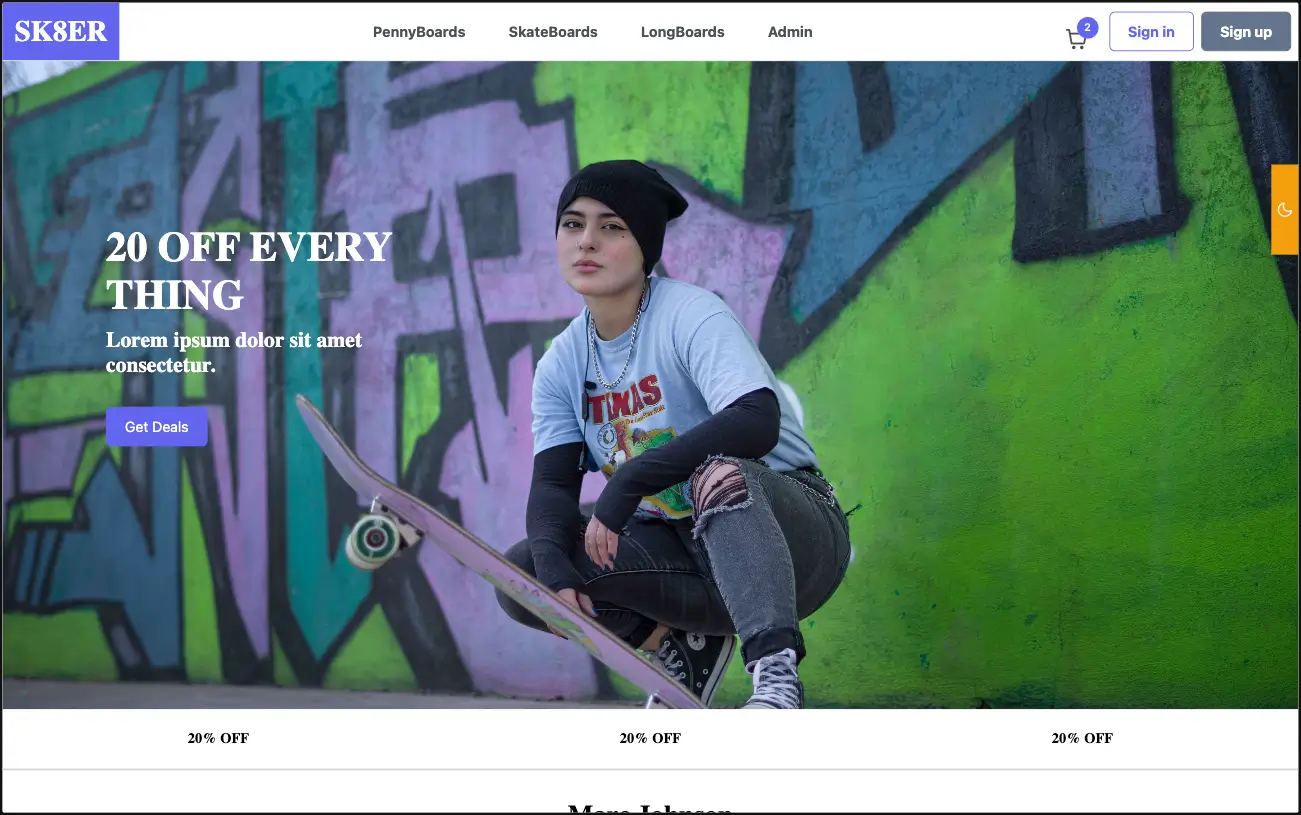 SK8ER
PennyBoards
SkateBoards
LongBoards
Admin
2
Sign in
Sign up
20 OFF EVERY
THING
Lorem ipsum dolor sit amet
consectetur.
Get Deals
TEXAS
20% OFF
20% OFF
20% OFF